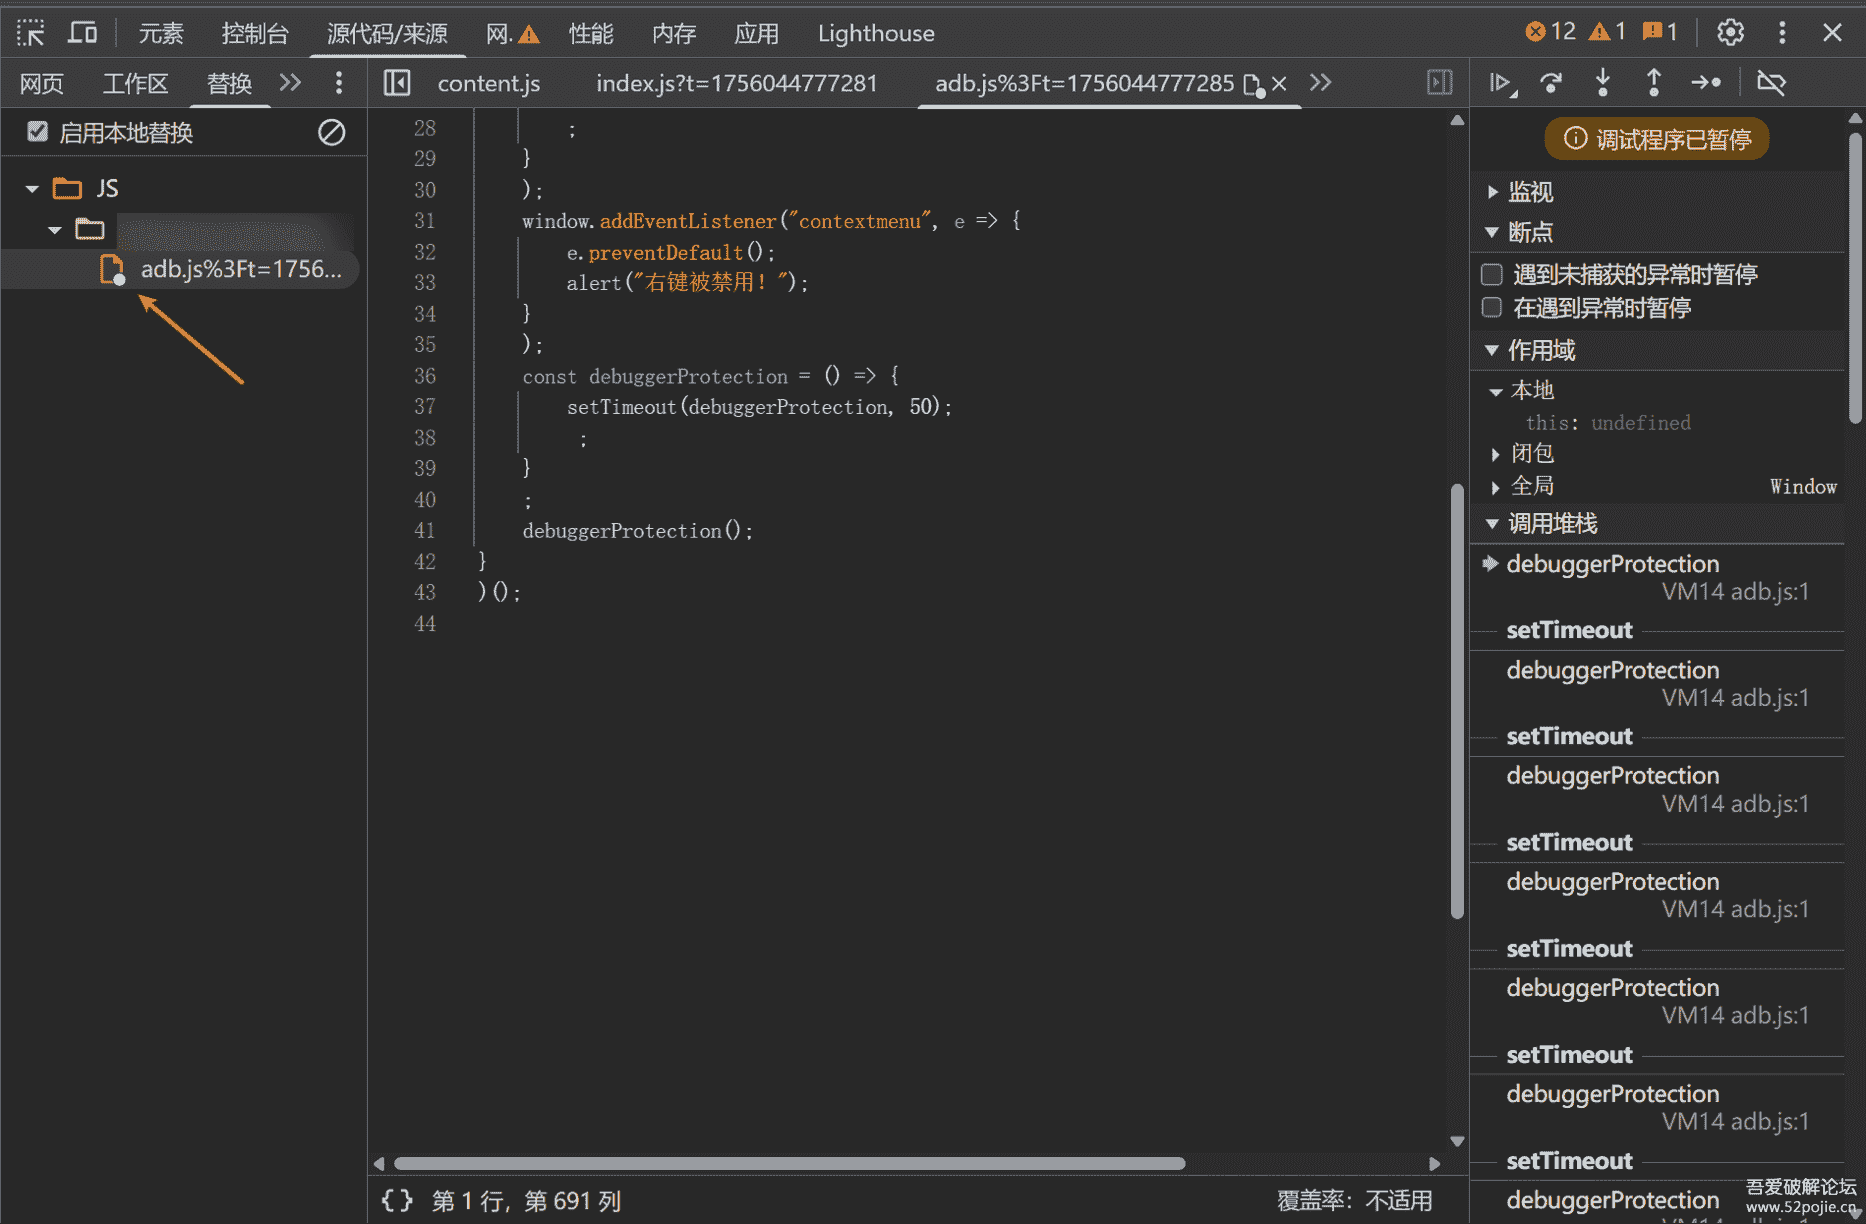 元素 控制台 源代码/来源 网. 性能 内存 应用 Lighthouse 12 1 1
网页 工作区 替换 content.js index.js?t=1756044777281 adb.js%3Ft=1756044777285
启用本地替换
JS
adb.js%3Ft=1756...
28 ;
29 }
30 );
31 window.addEventListener("contextmenu", e => {
32 e.preventDefault();
33 alert("右键被禁用！");
34 }
35 );
36 const debuggerProtection = () => {
37 setTimeout(debuggerProtection, 50);
38 ;
39 }
40 ;
41 debuggerProtection();
42 }
43 )();
44
{} 第 1 行，第 691 列 覆盖率：不适用
调试程序已暂停
监视
断点
遇到未捕获的异常时暂停
在遇到异常时暂停
作用域
本地
this: undefined
闭包
全局 Window
调用堆栈
debuggerProtection
VM14 adb.js:1
setTimeout
debuggerProtection
VM14 adb.js:1
setTimeout
debuggerProtection
VM14 adb.js:1
setTimeout
debuggerProtection
VM14 adb.js:1
setTimeout
debuggerProtection
VM14 adb.js:1
setTimeout
debuggerProtection
VM14 adb.js:1
setTimeout
debuggerProtection
吾爱破解论坛
www.52pojie.cn